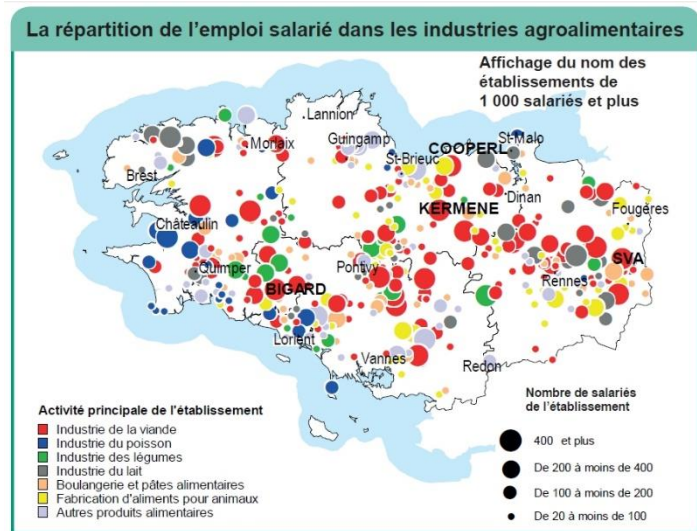 La répartition de l'emploi salarié dans les industries agroalimentaires
Affichage du nom des
établissements de
1 000 salariés et plus
Lannion
Morlaix
Guingamp
COOPERL
St-Malo
St-Brieuc
Brest
Dinan
KERMENE
Fougères
Châteaulin
SVA
Quimper
Pontivy
Rennes
BIGARD
Lorient
Vannes
Redon
Activité principale de l'établissement
Industrie de la viande
Industrie du poisson
Industrie des légumes
Industrie du lait
Boulangerie et pâtes alimentaires
Fabrication d'aliments pour animaux
Autres produits alimentaires
Nombre de salariés
de l'établissement
400 et plus
De 200 à moins de 400
De 100 à moins de 200
De 20 à moins de 100